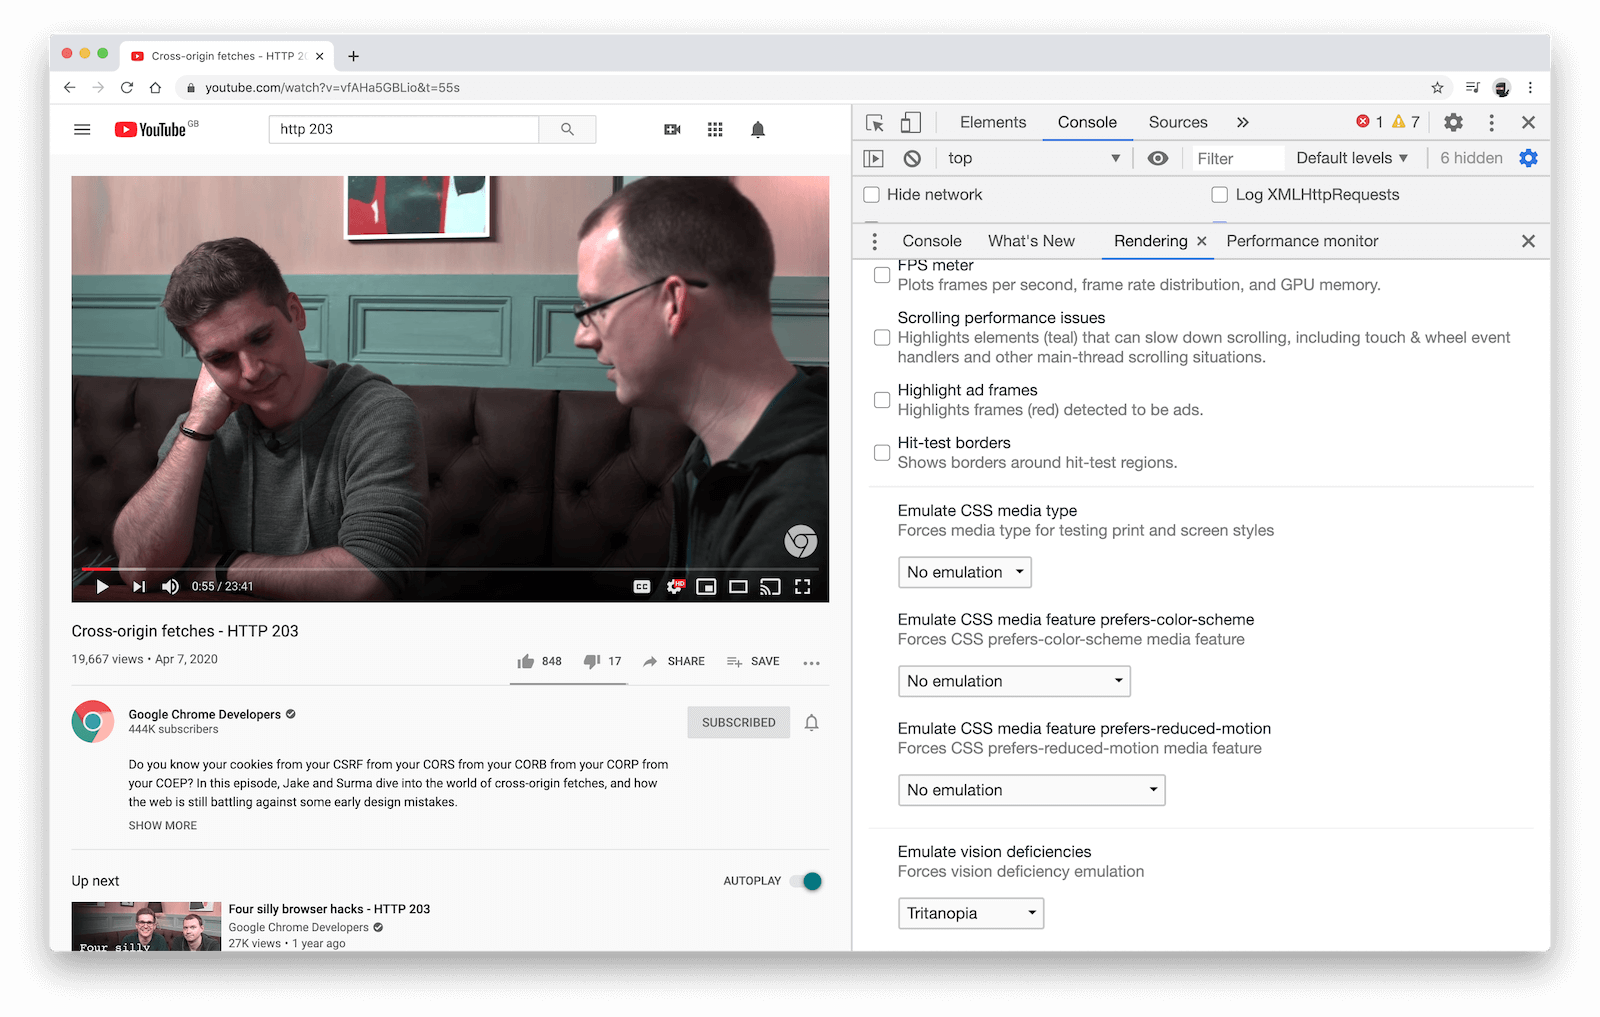 Cross-origin fetches - HTTP 20
youtube.com/watch?v=vfAHa5GBLio&t=55s
YouTube GB
http 203
0:55 / 23:41
CC
HD
Cross-origin fetches - HTTP 203
19,667 views • Apr 7, 2020
848
17
SHARE
SAVE
Google Chrome Developers
444K subscribers
SUBSCRIBED
Do you know your cookies from your CSRF from your CORS from your CORB from your CORP from
your COEP? In this episode, Jake and Surma dive into the world of cross-origin fetches, and how
the web is still battling against some early design mistakes.
SHOW MORE
Up next
AUTOPLAY
Four silly
Four silly browser hacks - HTTP 203
Google Chrome Developers
27K views • 1 year ago
Elements
Console
Sources
1
7
top
Filter
Default levels
6 hidden
Hide network
Log XMLHttpRequests
Console
What's New
Rendering
Performance monitor
FPS meter
Plots frames per second, frame rate distribution, and GPU memory.
Scrolling performance issues
Highlights elements (teal) that can slow down scrolling, including touch & wheel event
handlers and other main-thread scrolling situations.
Highlight ad frames
Highlights frames (red) detected to be ads.
Hit-test borders
Shows borders around hit-test regions.
Emulate CSS media type
Forces media type for testing print and screen styles
No emulation
Emulate CSS media feature prefers-color-scheme
Forces CSS prefers-color-scheme media feature
No emulation
Emulate CSS media feature prefers-reduced-motion
Forces CSS prefers-reduced-motion media feature
No emulation
Emulate vision deficiencies
Forces vision deficiency emulation
Tritanopia